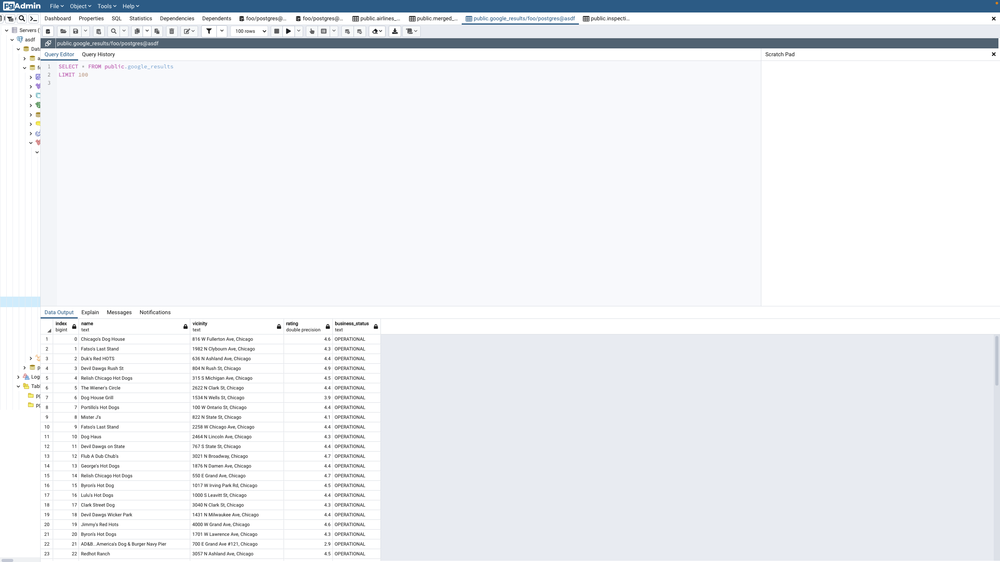 pgAdmin File Object Tools Help
Dashboard Properties SQL Statistics Dependencies Dependents foo/postgres@... foo/postgres@... public.airlines_... public.merged_... public.google_results/foo/postgres@asdf public.inspecti...
Servers (
100 rows
asdf
public.google_results/foo/postgres@asdf
Data
Query Editor Query History Scratch Pad
1 SELECT * FROM public.google_results
2 LIMIT 100
3
Data Output Explain Messages Notifications
index name vicinity rating business_status
bigint text text double precision text
1 0 Chicago's Dog House 816 W Fullerton Ave, Chicago 4.6 OPERATIONAL
2 1 Fatso's Last Stand 1982 N Clybourn Ave, Chicago 4.3 OPERATIONAL
3 2 Duk's Red HOTS 636 N Ashland Ave, Chicago 4.4 OPERATIONAL
4 3 Devil Dawgs Rush St 804 N Rush St, Chicago 4.9 OPERATIONAL
5 4 Relish Chicago Hot Dogs 315 S Michigan Ave, Chicago 4.5 OPERATIONAL
6 5 The Wiener's Circle 2622 N Clark St, Chicago 4.4 OPERATIONAL
7 6 Dog House Grill 1534 N Wells St, Chicago 3.9 OPERATIONAL
8 7 Portillo's Hot Dogs 100 W Ontario St, Chicago 4.4 OPERATIONAL
9 8 Mister J's 822 N State St, Chicago 4.1 OPERATIONAL
10 9 Fatso's Last Stand 2258 W Chicago Ave, Chicago 4.4 OPERATIONAL
11 10 Dog Haus 2464 N Lincoln Ave, Chicago 4.3 OPERATIONAL
12 11 Devil Dawgs on State 767 S State St, Chicago 4.4 OPERATIONAL
13 12 Flub A Dub Chub's 3021 N Broadway, Chicago 4.7 OPERATIONAL
14 13 George's Hot Dogs 1876 N Damen Ave, Chicago 4.4 OPERATIONAL
15 14 Relish Chicago Hot Dogs 550 E Grand Ave, Chicago 4.7 OPERATIONAL
16 15 Byron's Hot Dog 1017 W Irving Park Rd, Chicago 4.5 OPERATIONAL
17 16 Lulu's Hot Dogs 1000 S Leavitt St, Chicago 4.4 OPERATIONAL
18 17 Clark Street Dog 3040 N Clark St, Chicago 4.3 OPERATIONAL
19 18 Devil Dawgs Wicker Park 1431 N Milwaukee Ave, Chicago 4.4 OPERATIONAL
20 19 Jimmy's Red Hots 4000 W Grand Ave, Chicago 4.6 OPERATIONAL
21 20 Byron's Hot Dogs 1701 W Lawrence Ave, Chicago 4.3 OPERATIONAL
22 21 AD&B...America's Dog & Burger Navy Pier 700 E Grand Ave #121, Chicago 2.9 OPERATIONAL
23 22 Redhot Ranch 3057 N Ashland Ave, Chicago 4.5 OPERATIONAL
p
Logi
Tabl
pg
pg